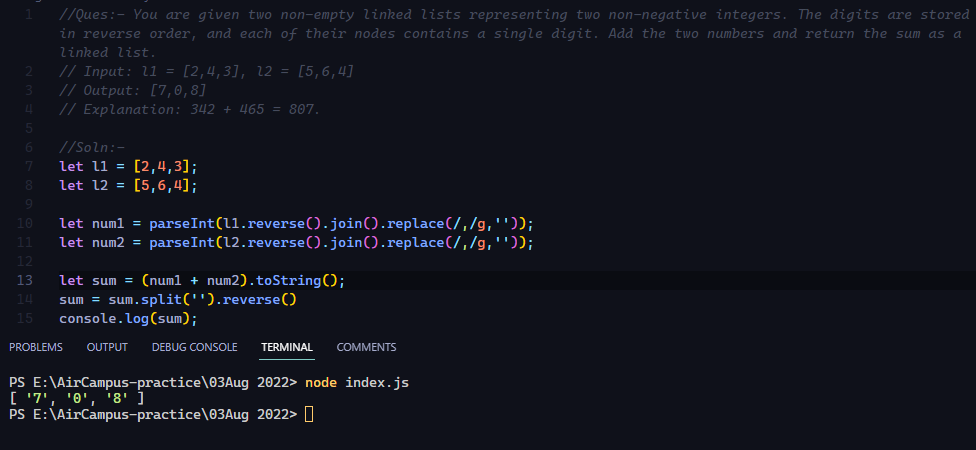 1 //Ques:- You are given two non-empty linked lists representing two non-negative integers. The digits are stored
in reverse order, and each of their nodes contains a single digit. Add the two numbers and return the sum as a
linked list.
2 // Input: l1 = [2,4,3], l2 = [5,6,4]
3 // Output: [7,0,8]
4 // Explanation: 342 + 465 = 807.
5
6 //Soln:-
7 let l1 = [2,4,3];
8 let l2 = [5,6,4];
9
10 let num1 = parseInt(l1.reverse().join().replace(/,/g,''));
11 let num2 = parseInt(l2.reverse().join().replace(/,/g,''));
12
13 let sum = (num1 + num2).toString();
14 sum = sum.split('').reverse()
15 console.log(sum);
PROBLEMS OUTPUT DEBUG CONSOLE TERMINAL COMMENTS
PS E:\AirCampus-practice\03Aug 2022> node index.js
[ '7', '0', '8' ]
PS E:\AirCampus-practice\03Aug 2022>